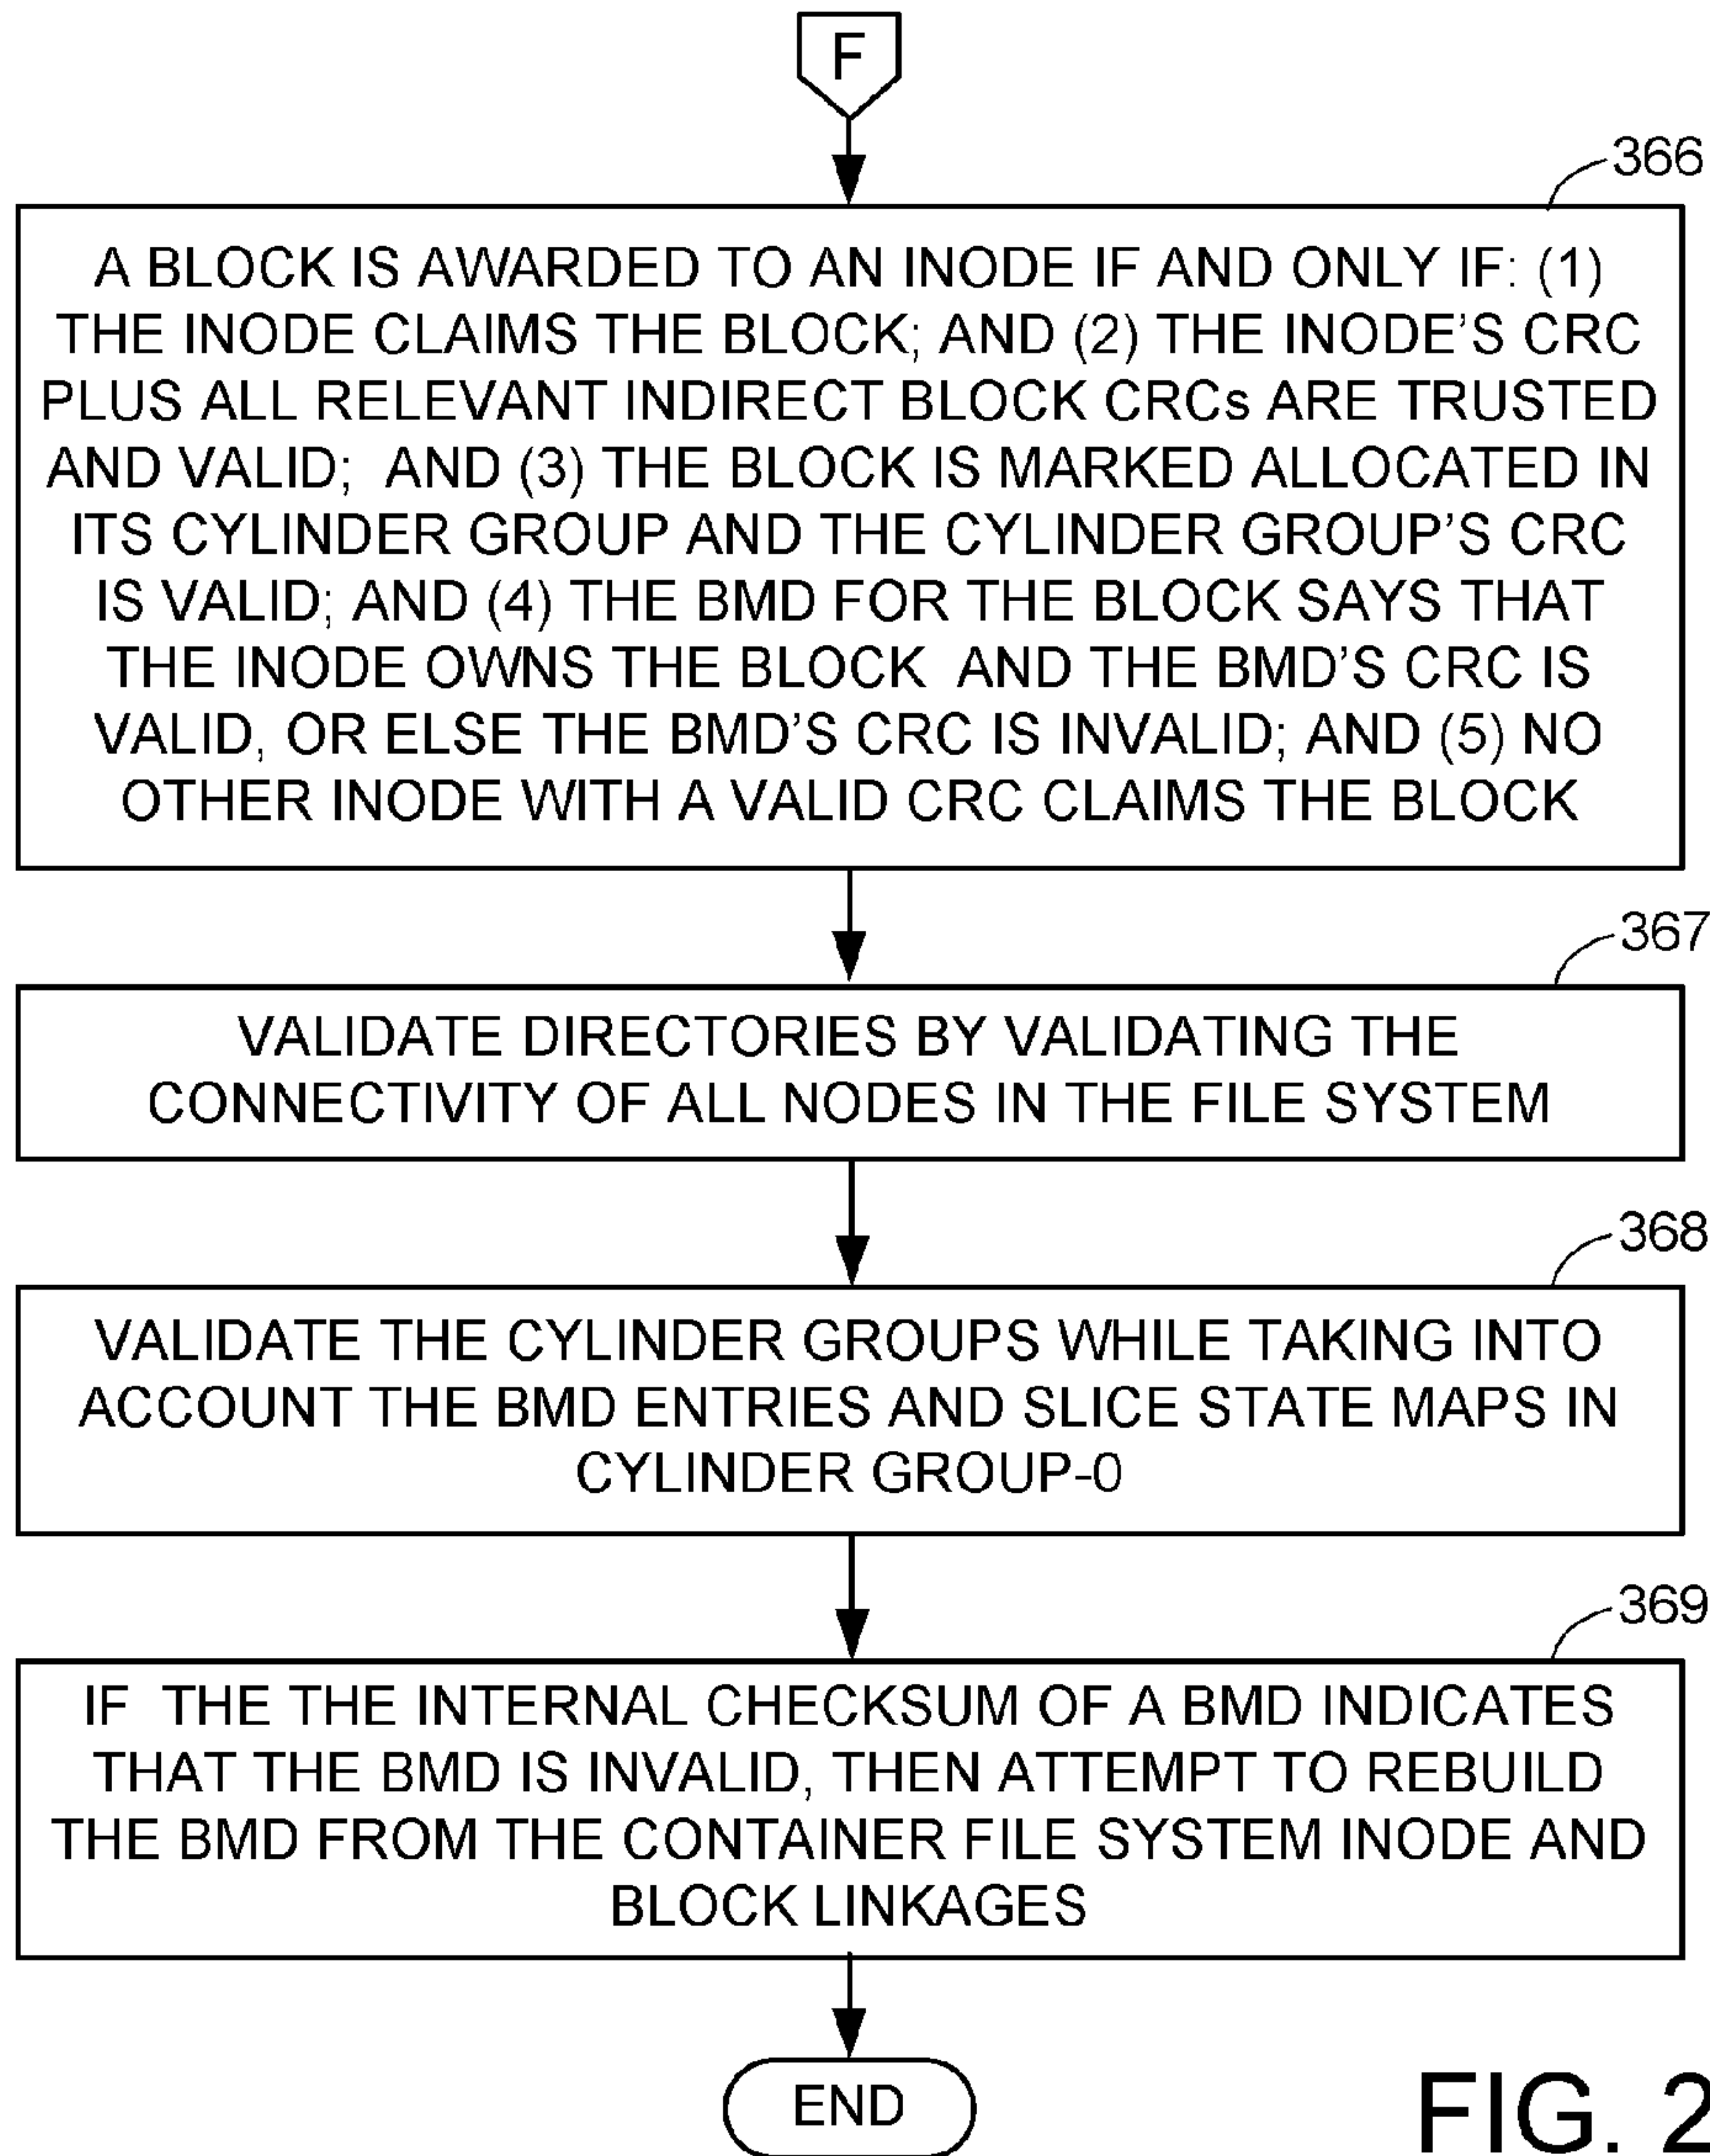 F
366
A BLOCK IS AWARDED TO AN INODE IF AND ONLY IF: (1)
THE INODE CLAIMS THE BLOCK; AND (2) THE INODE’S CRC
PLUS ALL RELEVANT INDIRECT BLOCK CRCs ARE TRUSTED
AND VALID; AND (3) THE BLOCK IS MARKED ALLOCATED IN
ITS CYLINDER GROUP AND THE CYLINDER GROUP’S CRC
IS VALID; AND (4) THE BMD FOR THE BLOCK SAYS THAT
THE INODE OWNS THE BLOCK AND THE BMD’S CRC IS
VALID, OR ELSE THE BMD’S CRC IS INVALID; AND (5) NO
OTHER INODE WITH A VALID CRC CLAIMS THE BLOCK
367
VALIDATE DIRECTORIES BY VALIDATING THE
CONNECTIVITY OF ALL NODES IN THE FILE SYSTEM
368
VALIDATE THE CYLINDER GROUPS WHILE TAKING INTO
ACCOUNT THE BMD ENTRIES AND SLICE STATE MAPS IN
CYLINDER GROUP-0
369
IF THE THE INTERNAL CHECKSUM OF A BMD INDICATES
THAT THE BMD IS INVALID, THEN ATTEMPT TO REBUILD
THE BMD FROM THE CONTAINER FILE SYSTEM INODE AND
BLOCK LINKAGES
END
FIG. 2